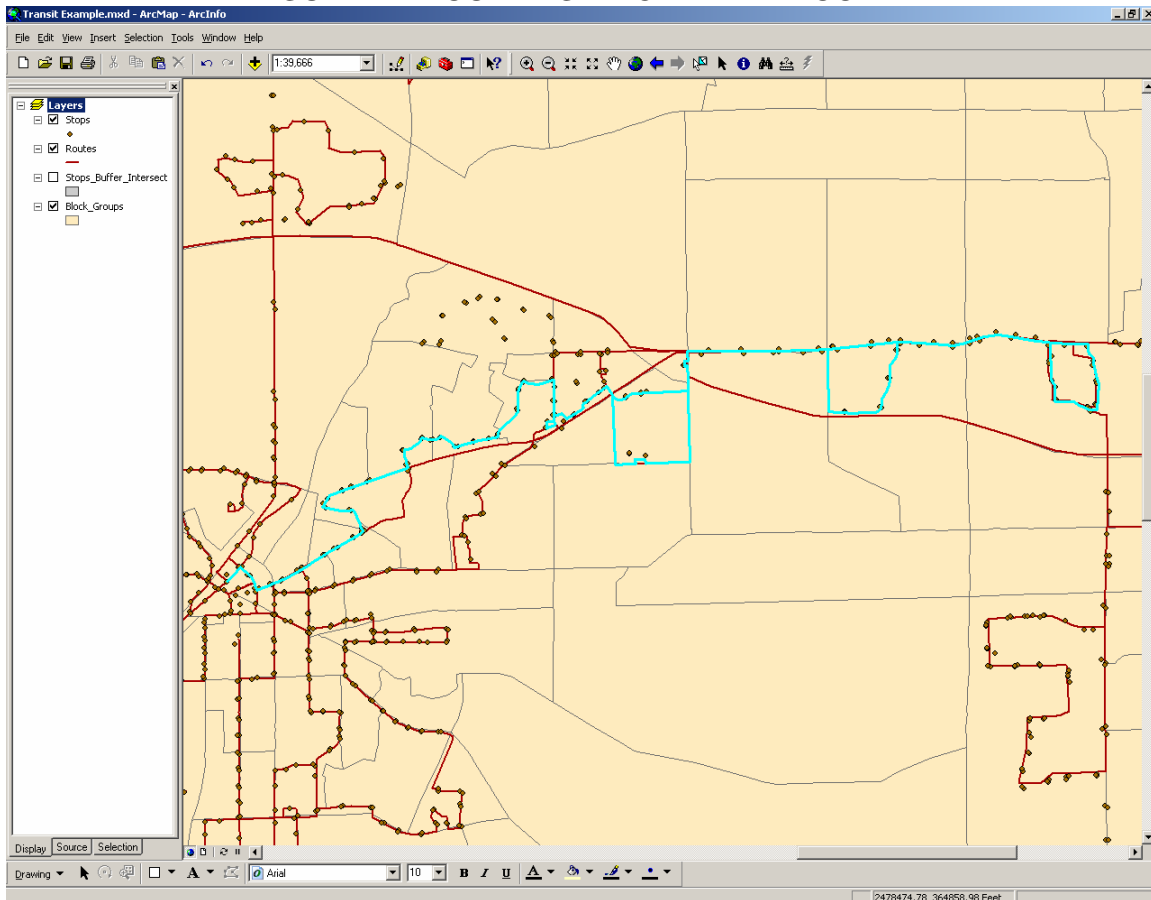 Transit Example.mxd - ArcMap - ArcInfo
File Edit View Insert Selection Tools Window Help
1:39,666
Layers
Stops
Routes
Stops_Buffer_Intersect
Block_Groups
Display Source Selection
Drawing A Arial 10 B I U A
2478474.78 364858.98 Feet